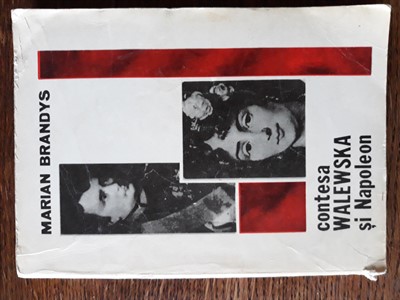 MARIAN BRANDYS
contesa
WALEWSKA
și Napoleon